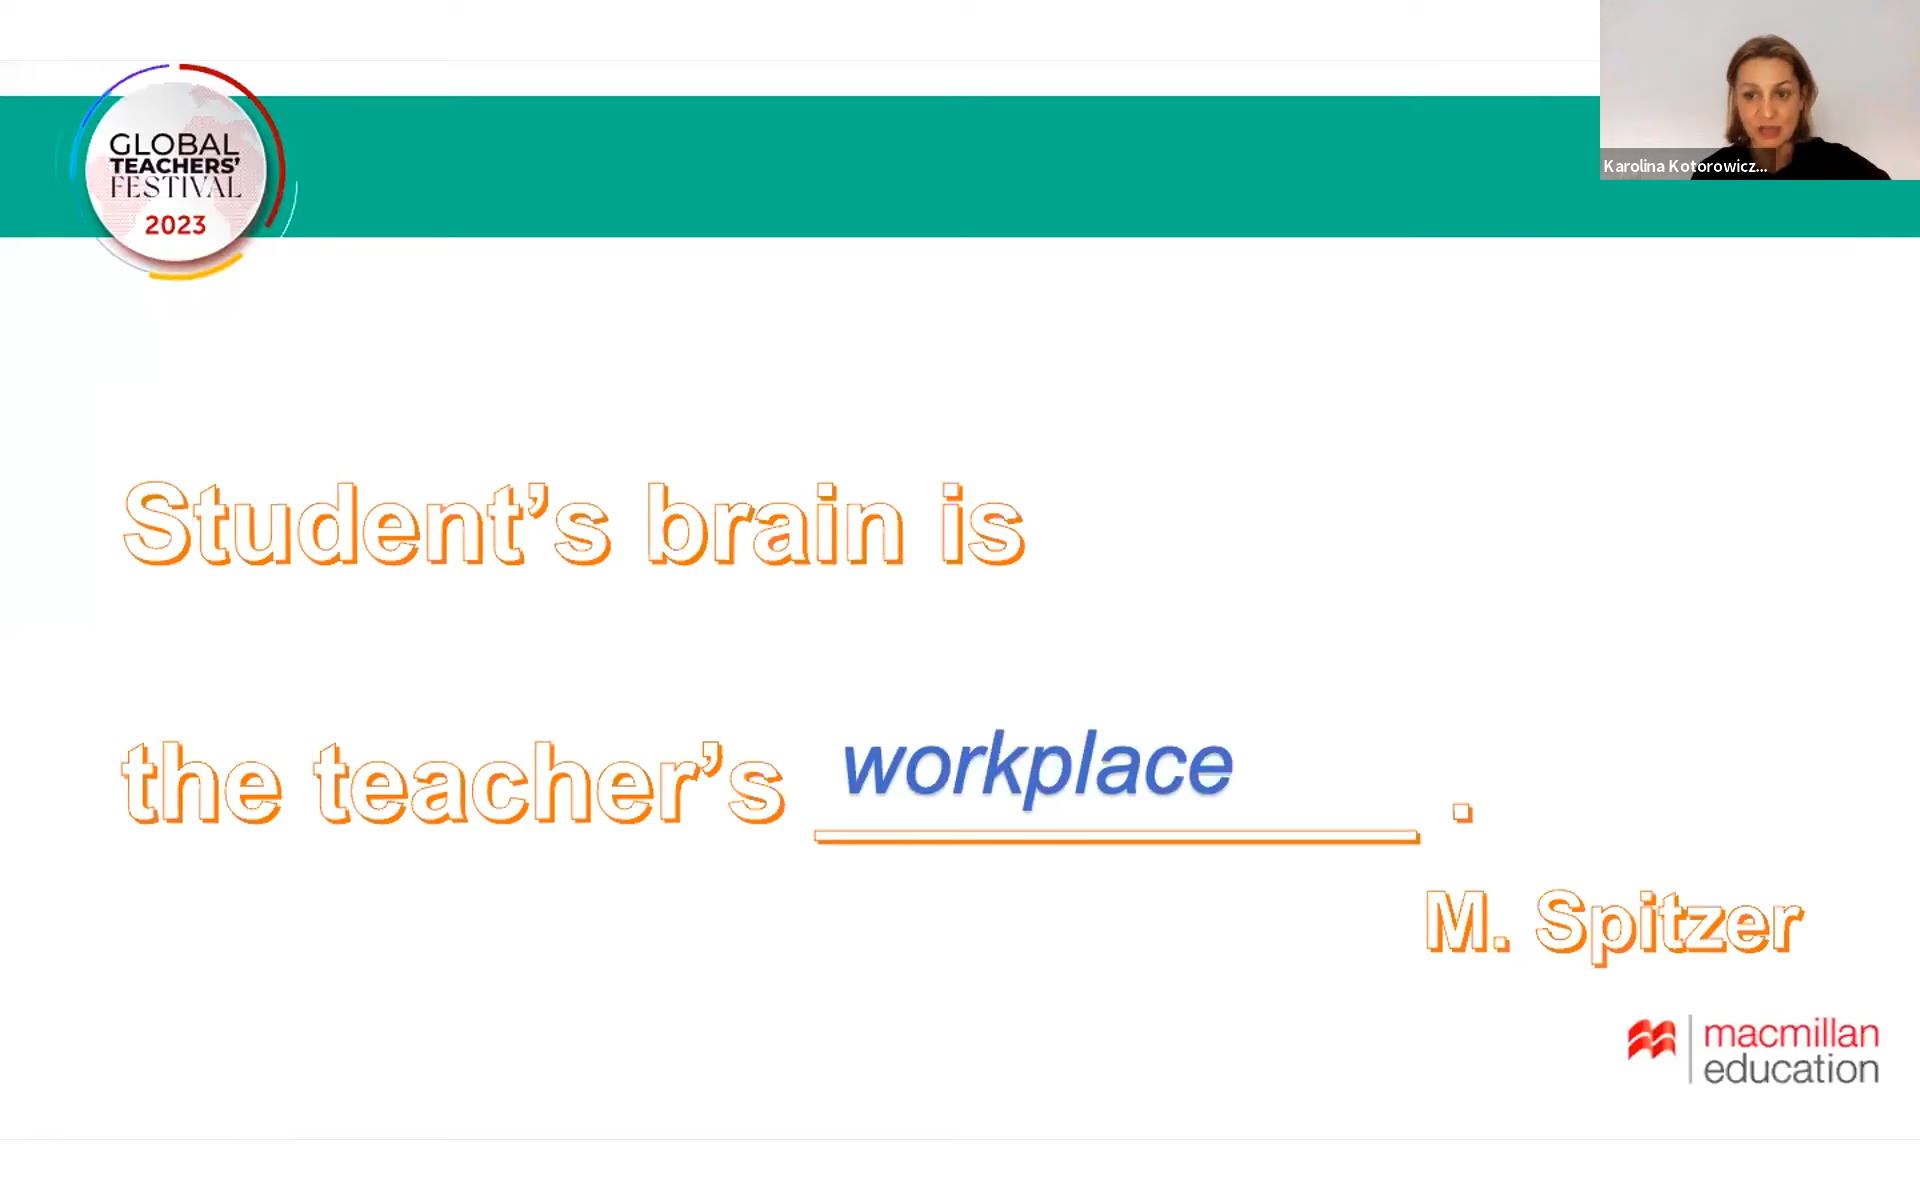 GLOBAL
TEACHERS'
FESTIVAL
2023
Karolina Kotorowicz...
Student’s brain is
the teacher’s workplace .
M. Spitzer
macmillan
education